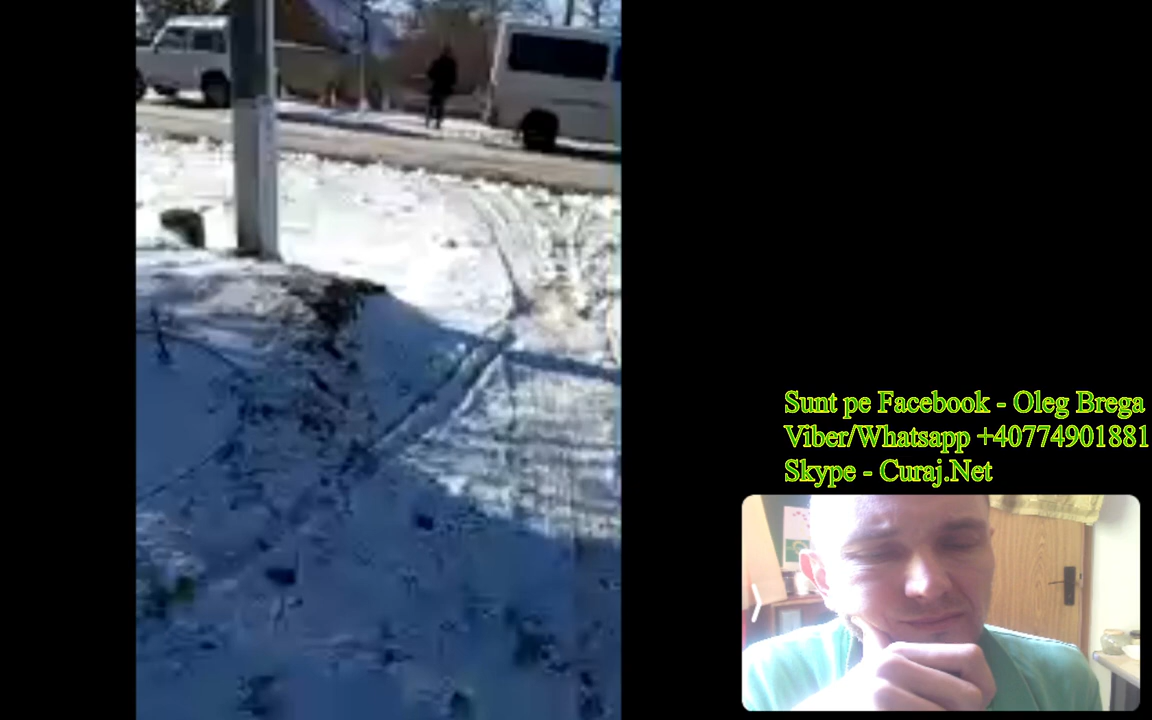 Sunt pe Facebook - Oleg Brega
Viber/Whatsapp +40774901881
Skype - Curaj.Net